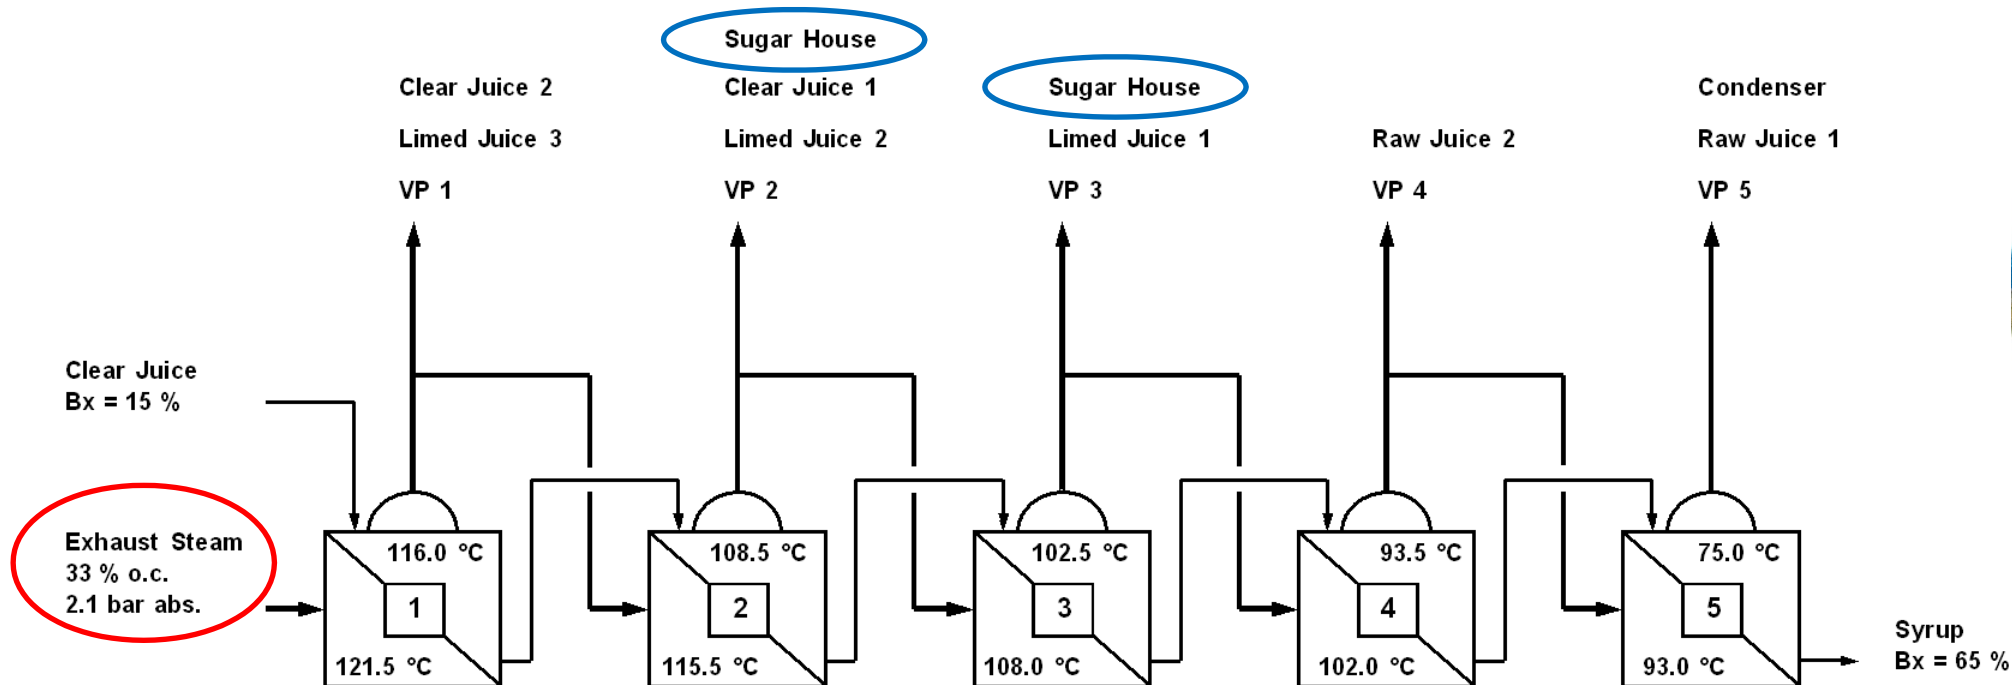 Sugar House
Clear Juice 2
Clear Juice 1
Sugar House
Condenser
Limed Juice 3
Limed Juice 2
Limed Juice 1
Raw Juice 2
Raw Juice 1
VP 1
VP 2
VP 3
VP 4
VP 5
Clear Juice
Bx = 15 %
Exhaust Steam
33 % o.c.
2.1 bar abs.
116.0 °C
1
121.5 °C
108.5 °C
2
115.5 °C
102.5 °C
3
108.0 °C
93.5 °C
4
102.0 °C
75.0 °C
5
93.0 °C
Syrup
Bx = 65 %